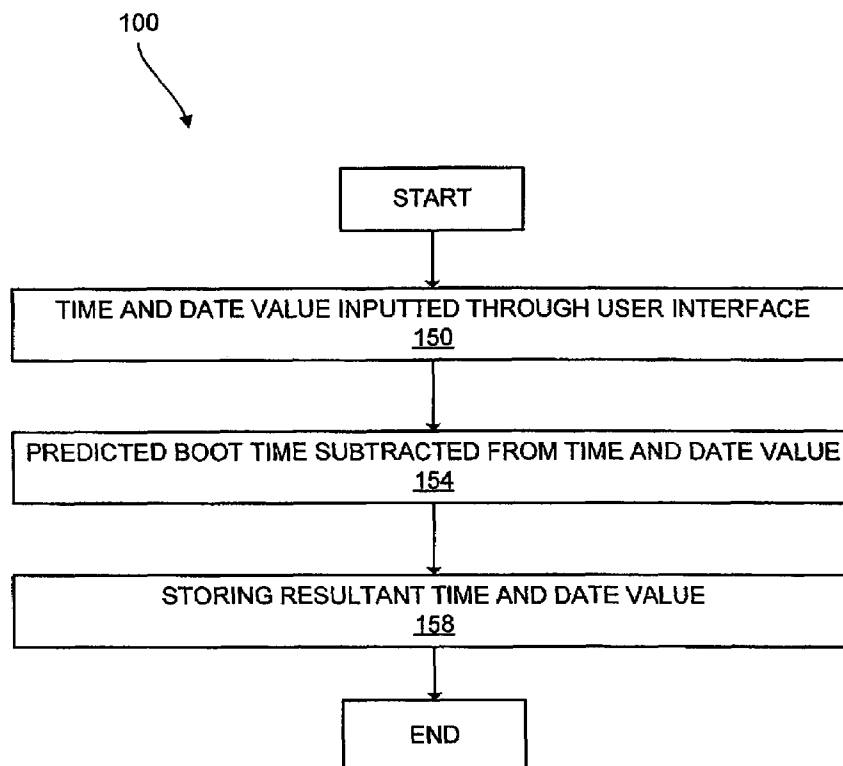 100
START
TIME AND DATE VALUE INPUTTED THROUGH USER INTERFACE
150
PREDICTED BOOT TIME SUBTRACTED FROM TIME AND DATE VALUE
154
STORING RESULTANT TIME AND DATE VALUE
158
END